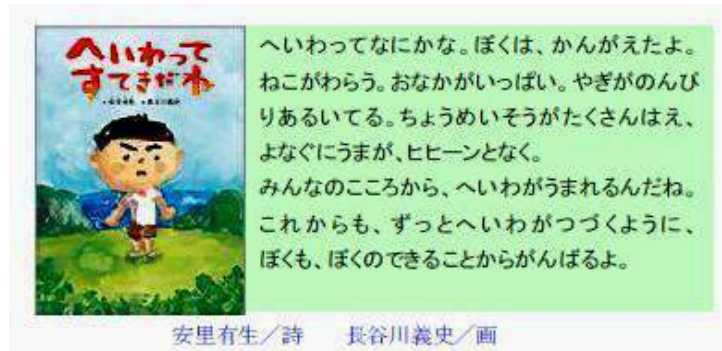 へいわって
すてきだね
へいわってなにかな。ぼくは、かんがえたよ。
ねこがわらう。おなかがいっぱい。やぎがのんび
りあるいてる。ちょうめいそうがたくさんはえ、
よなぐにうまが、ヒヒーンとなく。
みんなのこころから、へいわがうまれるんだね。
これからも、ずっとへいわがつづくように、
ぼくも、ぼくのできることからがんばるよ。
安里有生／詩　　長谷川義史／画